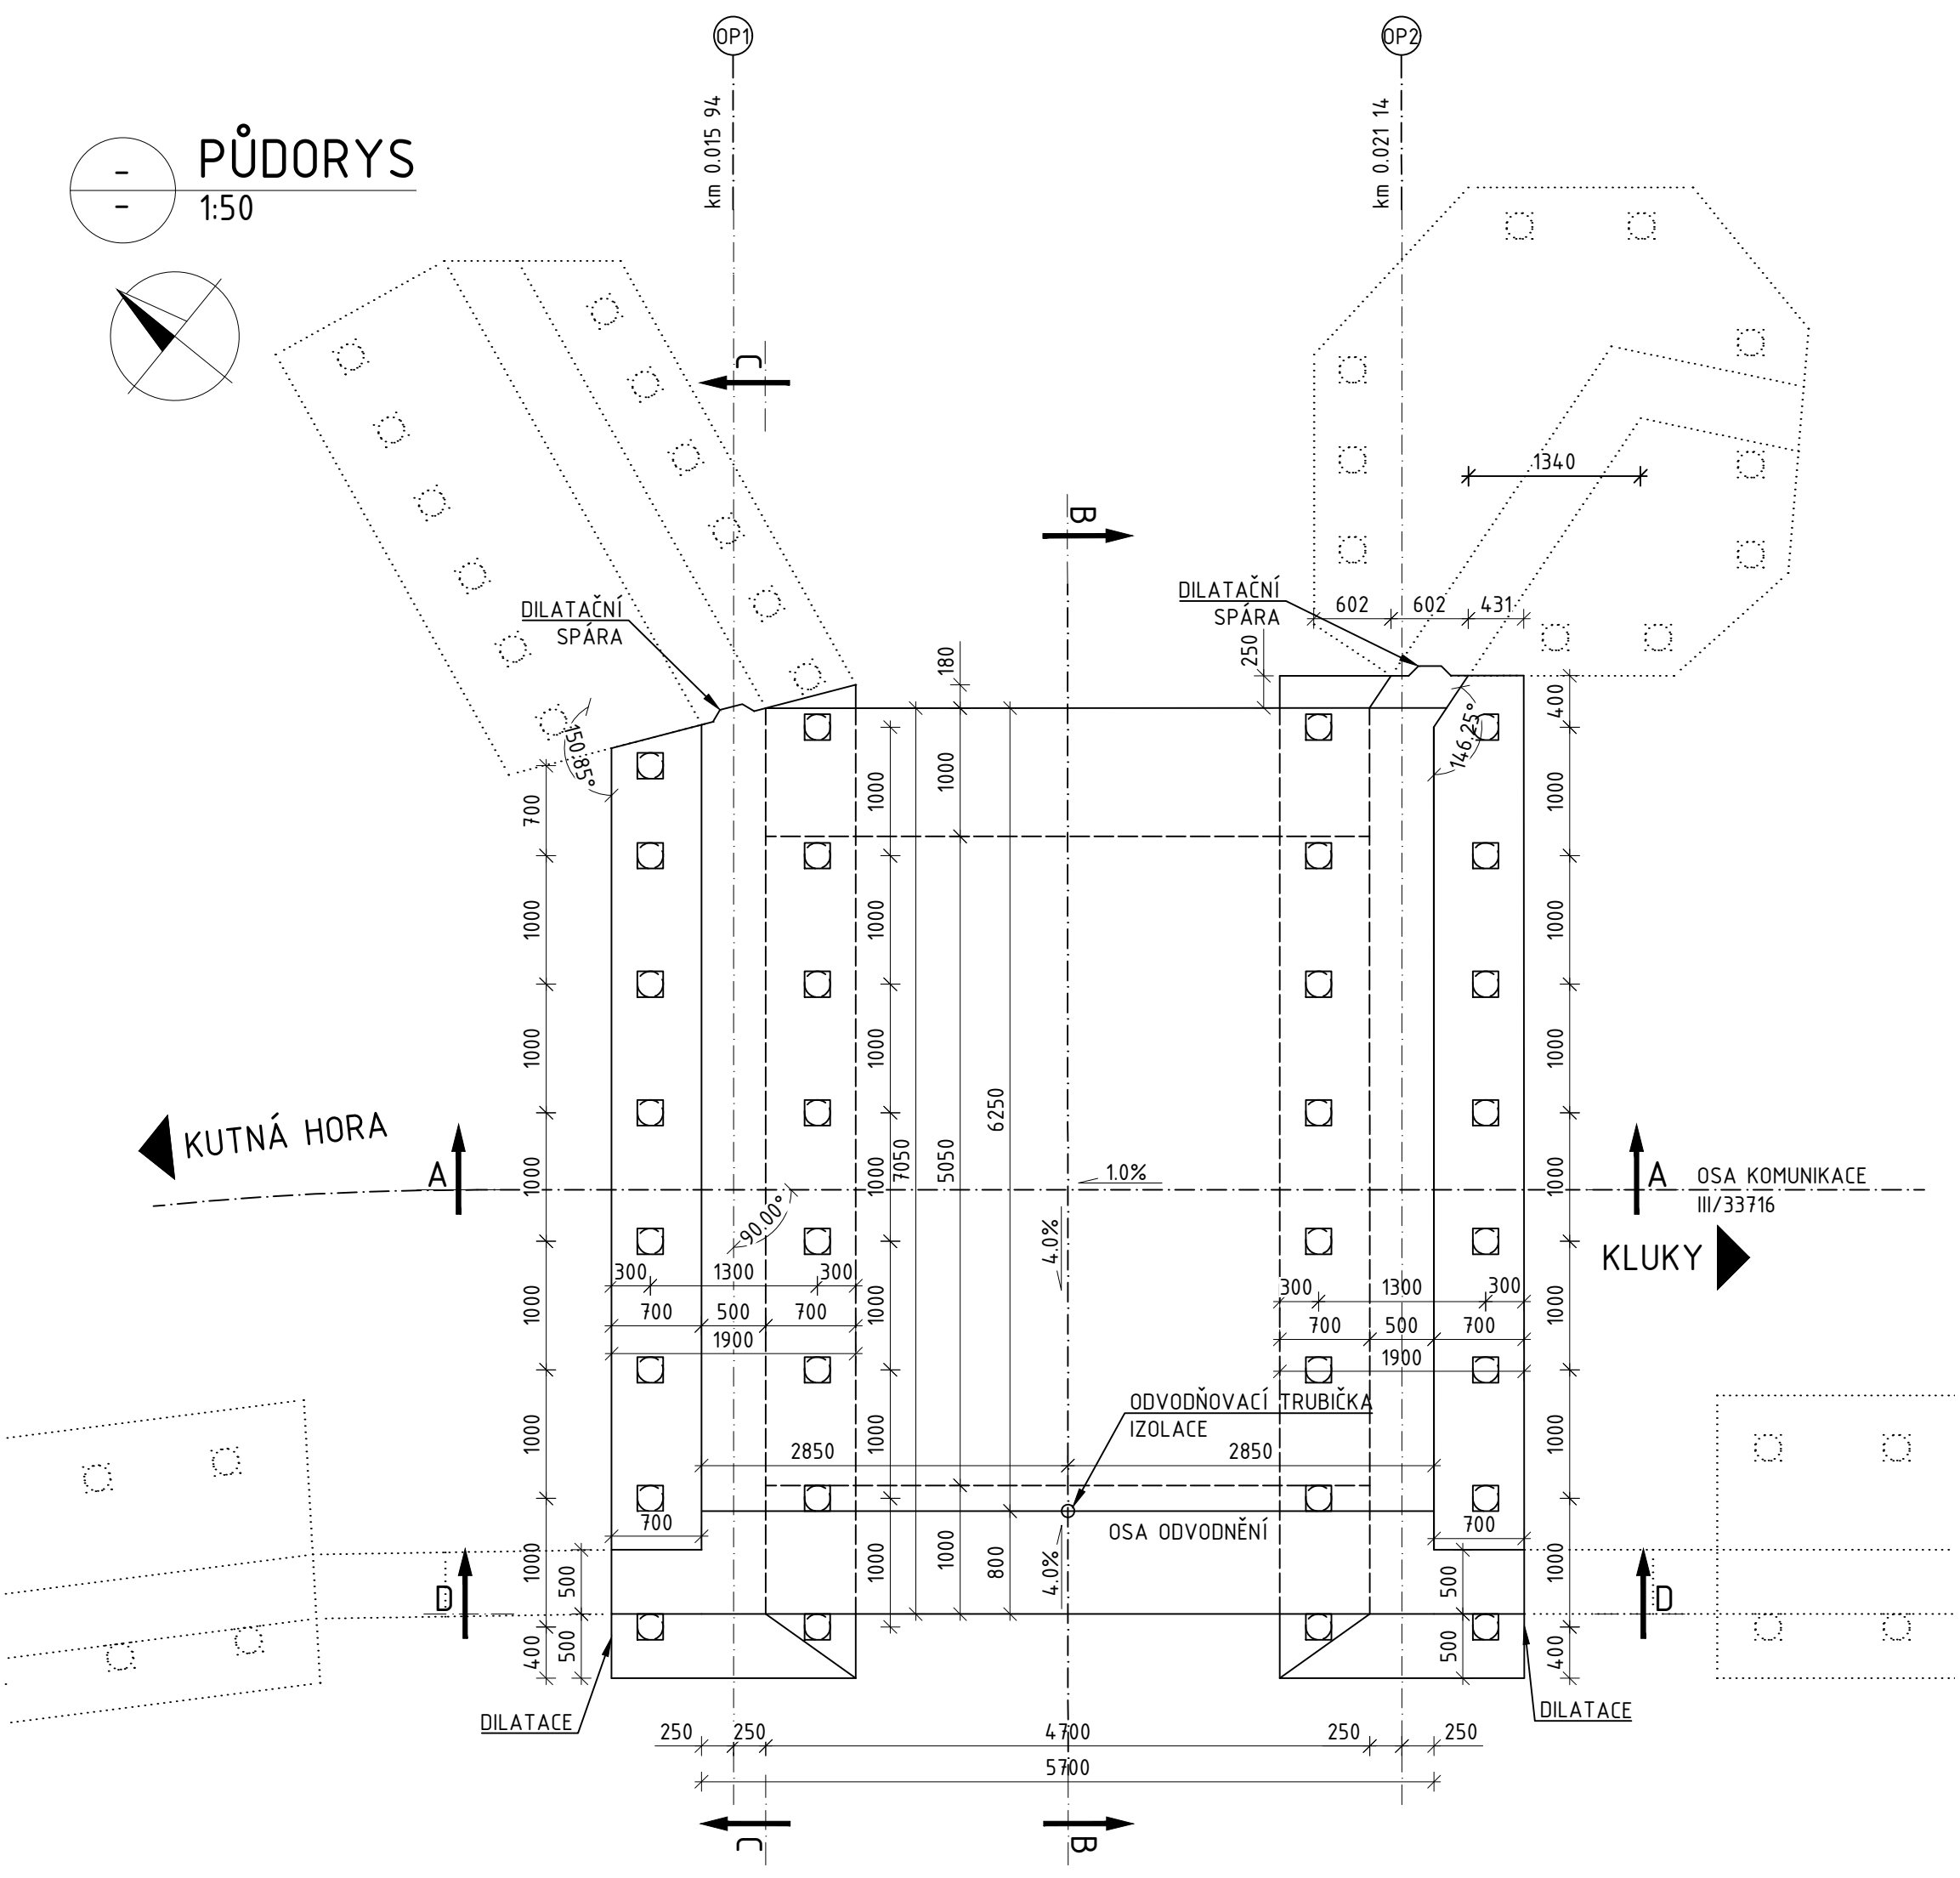 OP1
OP2
km 0.015 94
km 0.021 14
-
PŮDORYS
-
1:50
C
B
1340
DILATAČNÍ
SPÁRA
DILATAČNÍ
SPÁRA
602
602
431
250
180
400
150.85°
146.25°
700
1000
1000
1000
1000
1000
1000
1000
400
1000
1000
1000
1000
1000
1000
1000
7050
1000
5050
1000
6250
800
1000
1000
1000
1000
1000
1000
1000
400
KUTNÁ HORA
A
A
OSA KOMUNIKACE
III/33716
KLUKY
1.0%
4.0%
90.00°
300
1300
300
700
500
700
1900
300
1300
300
700
500
700
1900
ODVODŇOVACÍ TRUBIČKA
IZOLACE
2850
2850
OSA ODVODNĚNÍ
4.0%
700
700
500
500
500
500
D
D
DILATACE
DILATACE
250
250
4700
250
250
5700
C
B